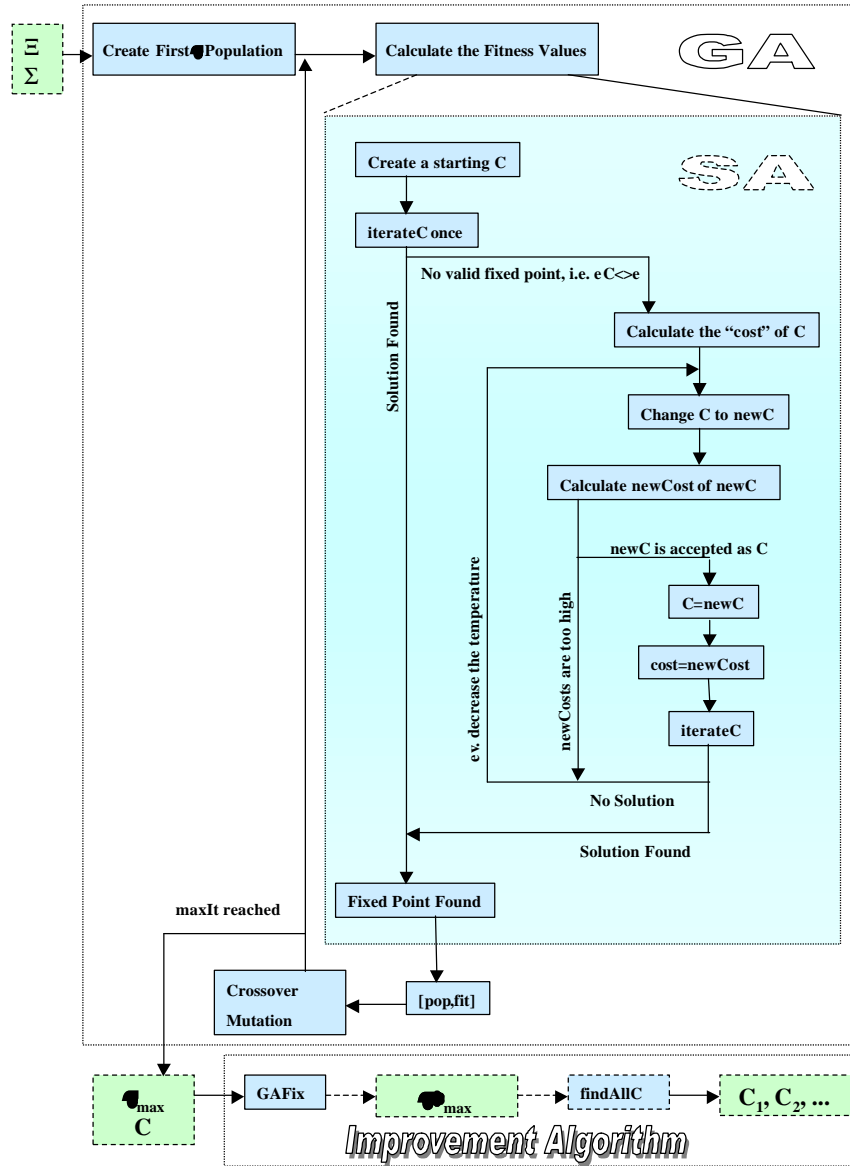 Ξ
Σ
Create First Population
Calculate the Fitness Values
GA
SA
Create a starting C
iterateC once
No valid fixed point, i.e. eC<>e
Solution Found
Calculate the “cost” of C
Change C to newC
Calculate newCost of newC
newC is accepted as C
ev. decrease the temperature
newCosts are too high
C=newC
cost=newCost
iterateC
No Solution
Solution Found
Fixed Point Found
maxIt reached
Crossover
Mutation
[pop,fit]
max
C
GAFix
max
findAllC
C1, C2, ...
Improvement Algorithm